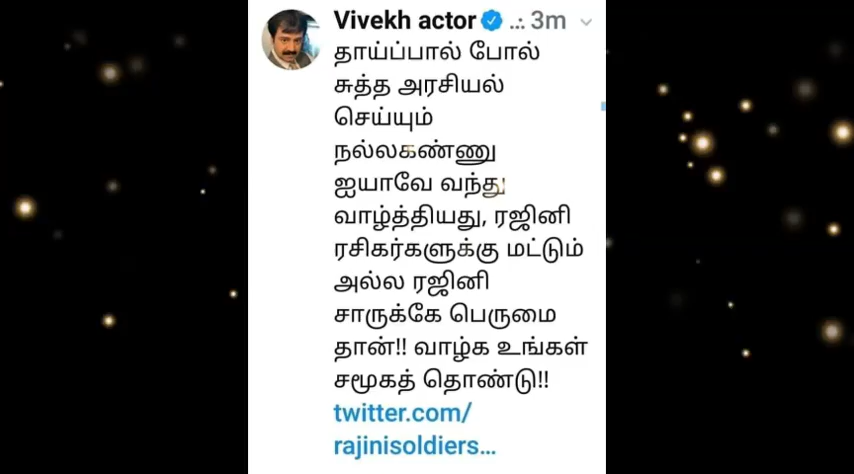 Vivekh actor ... 3m
தாய்ப்பால் போல்
சுத்த அரசியல்
செய்யும்
நல்லகண்ணு
ஐயாவே வந்து
வாழ்த்தியது, ரஜினி
ரசிகர்களுக்கு மட்டும்
அல்ல ரஜினி
சாருக்கே பெருமை
தான்!! வாழ்க உங்கள்
சமூகத் தொண்டு!!
twitter.com/
rajinisoldiers...